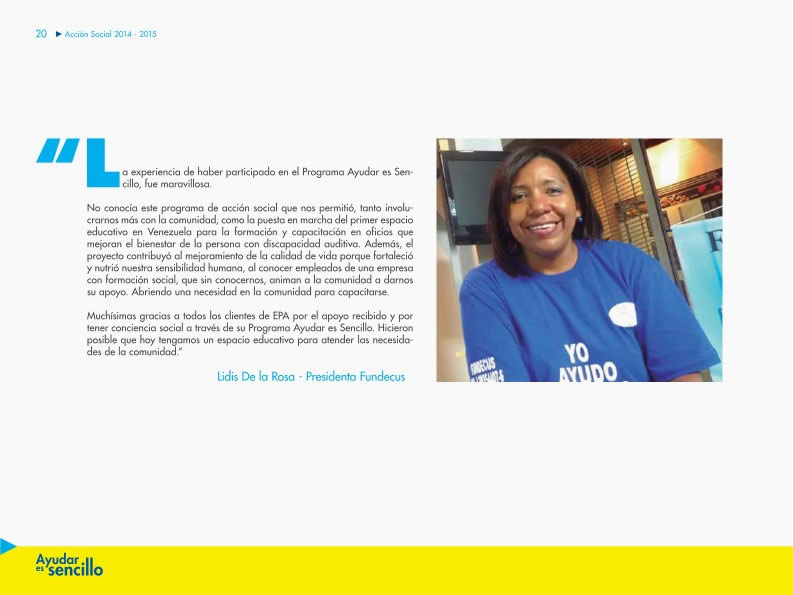 20 Acción Social 2014 - 2015
“La experiencia de haber participado en el Programa Ayudar es Sen-
cillo, fue maravillosa.
No conocía este programa de acción social que nos permitió, tanto involu-
crarnos más con la comunidad, como la puesta en marcha del primer espacio
educativo en Venezuela para la formación y capacitación en oficios que
mejoran el bienestar de la persona con discapacidad auditiva. Además, el
proyecto contribuyó al mejoramiento de la calidad de vida porque fortaleció
y nutrió nuestra sensibilidad humana, al conocer empleados de una empresa
con formación social, que sin conocernos, animan a la comunidad a darnos
su apoyo. Abriendo una necesidad en la comunidad para capacitarse.
Muchísimas gracias a todos los clientes de EPA por el apoyo recibido y por
tener conciencia social a través de su Programa Ayudar es Sencillo. Hicieron
posible que hoy tengamos un espacio educativo para atender las necesida-
des de la comunidad.”
Lidis De la Rosa - Presidenta Fundecus
FUNDECUS
YO
AYUDO
Ayudar
es sencillo